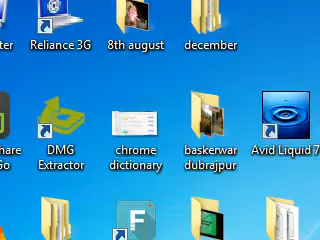 ter
Reliance 3G
8th august
december
hare
Go
DMG
Extractor
chrome
dictionary
baskerwar
dubrajpur
Avid Liquid 7
F